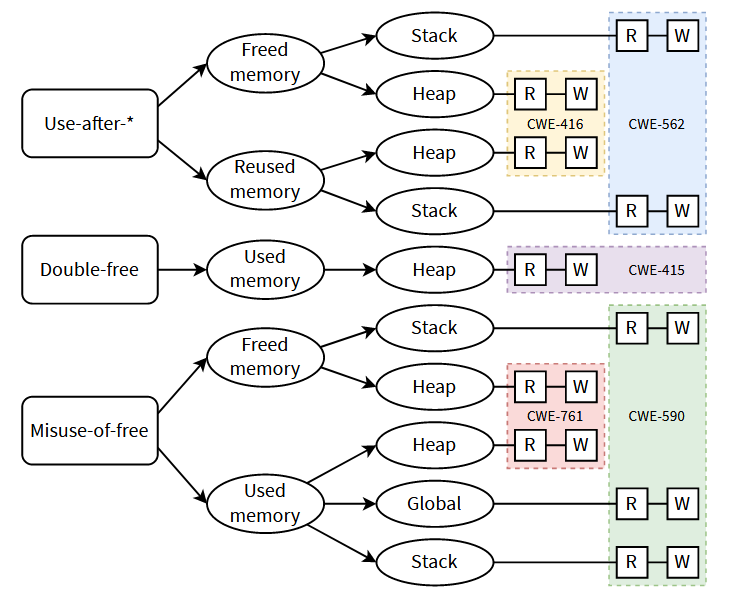 Stack
R
W
Freed
memory
Heap
R
W
Use-after-*
CWE-416
CWE-562
Reused
memory
Heap
R
W
Stack
R
W
Double-free
Used
memory
Heap
R
W
CWE-415
Stack
R
W
Freed
memory
Heap
R
W
Misuse-of-free
CWE-761
CWE-590
Heap
R
W
Used
memory
Global
R
W
Stack
R
W